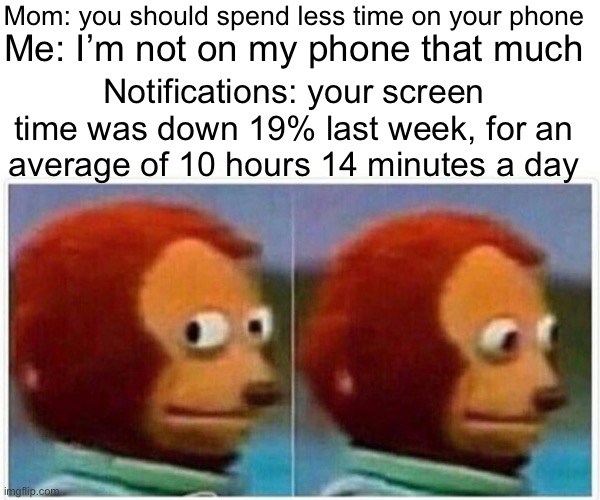 Mom: you should spend less time on your phone
Me: I’m not on my phone that much
Notifications: your screen
time was down 19% last week, for an
average of 10 hours 14 minutes a day
imgflip.com